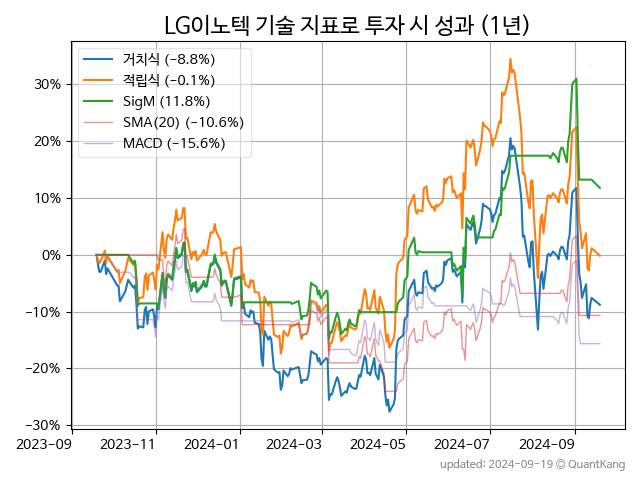 LG이노텍 기술 지표로 투자 시 성과 (1년)
거치식 (−8.8%)
적립식 (−0.1%)
SigM (11.8%)
SMA(20) (−10.6%)
MACD (−15.6%)
30%
20%
10%
0%
−10%
−20%
−30%
2023-09 2023-11 2024-01 2024-03 2024-05 2024-07 2024-09
updated: 2024-09-19 © QuantKang